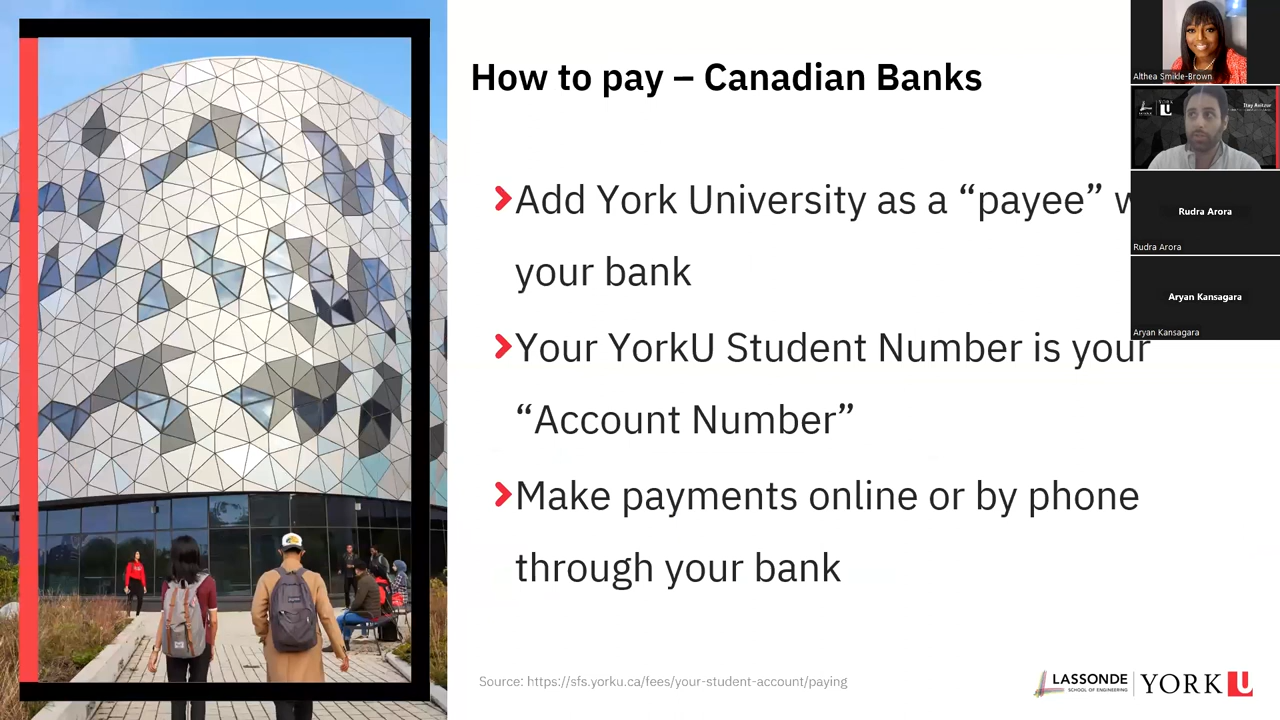 How to pay – Canadian Banks
Add York University as a “payee”
your bank
Your YorkU Student Number is your
“Account Number”
Make payments online or by phone
through your bank
Source: https://sfs.yorku.ca/fees/your-student-account/paying
LASSONDE
SCHOOL OF ENGINEERING
YORK U
Althea Smikle-Brown
YORK
U
Rudra Arora
Rudra Arora
Aryan Kansagara
Aryan Kansagara